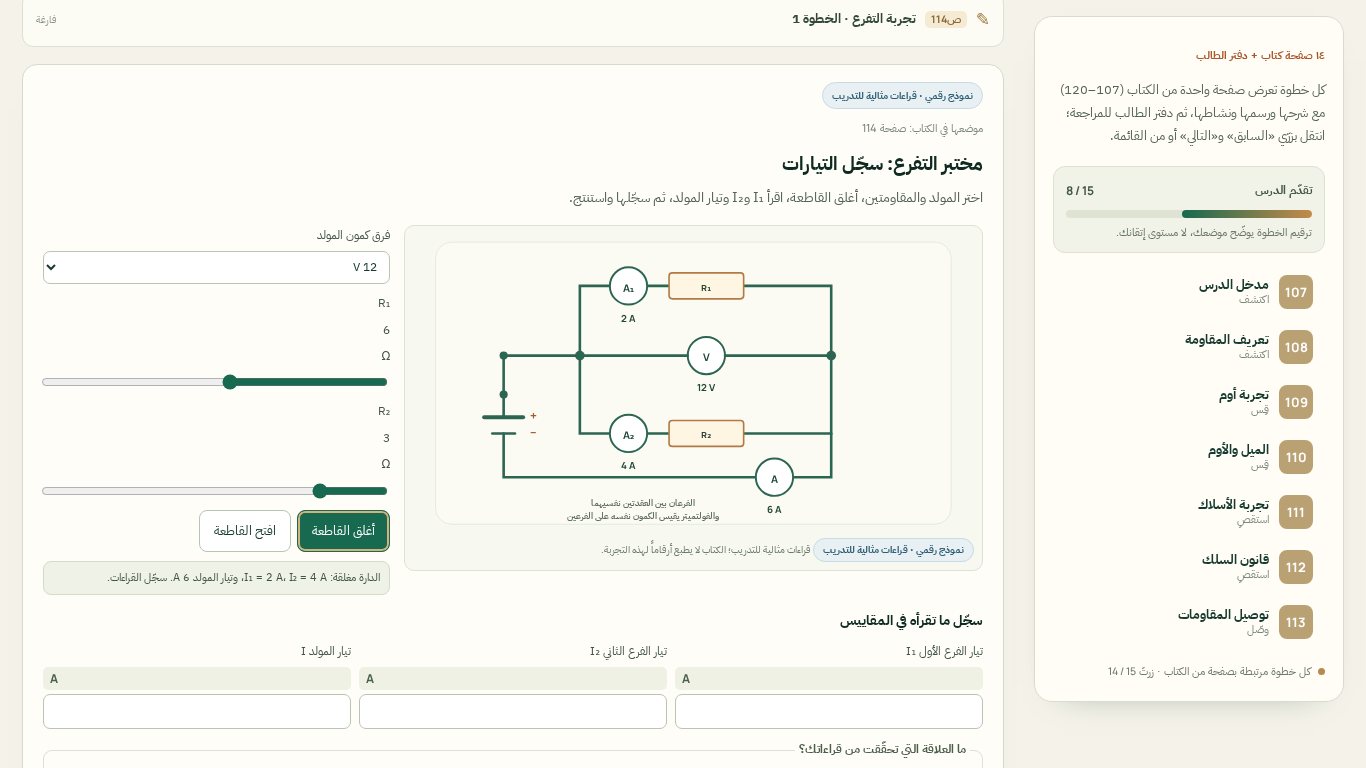 ١٤ صفحة كتاب + دفتر الطالب
كل خطوة تعرض صفحة واحدة من الكتاب (107–120)
مع شرحها ورسمها ونشاطها، ثم دفتر الطالب للمراجعة؛
انتقل بزرّي «السابق» و«التالي» أو من القائمة.
تقدّم الدرس
8 / 15
ترقيم الخطوة يوضّح موضعك، لا مستوى إتقانك.
107
مدخل الدرس
اكتشف
108
تعريف المقاومة
اكتشف
109
تجربة أوم
قِس
110
الميل والأوم
قِس
111
تجربة الأسلاك
استقصِ
112
قانون السلك
استقصِ
113
توصيل المقاومات
وصّل
كل خطوة مرتبطة بصفحة من الكتاب · زرتَ 14 / 15
✎ ص114 تجربة التفرع · الخطوة 1
فارغة
نموذج رقمي · قراءات مثالية للتدريب
موضعها في الكتاب: صفحة 114
مختبر التفرع: سجّل التيارات
اختر المولد والمقاومتين، أغلق القاطعة، اقرأ I₁ وI₂ وتيار المولد، ثم سجّلها واستنتج.
A₁
R₁
2 A
V
12 V
+
−
A₂
R₂
4 A
A
6 A
الفرعان بين العقدتين نفسيهما
والفولتميتر يقيس الكمون نفسه على الفرعين
نموذج رقمي · قراءات مثالية للتدريب قراءات مثالية للتدريب؛ الكتاب لا يطبع أرقاماً لهذه التجربة.
فرق كمون المولد
12 V
R₁
6
Ω
R₂
3
Ω
أغلق القاطعة
افتح القاطعة
الدارة مغلقة: I₁ = 2 A، I₂ = 4 A، وتيار المولد 6 A. سجّل القراءات.
سجّل ما تقرأه في المقاييس
تيار الفرع الأول I₁
A
تيار الفرع الثاني I₂
A
تيار المولد I
A
ما العلاقة التي تحقّقت من قراءاتك؟